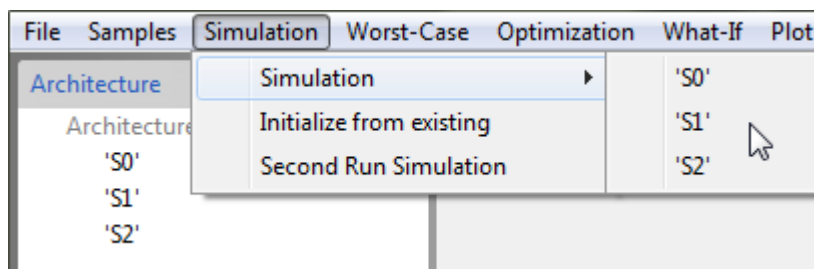 File Samples Simulation Worst-Case Optimization What-If Plot
Architecture
Architecture
'S0'
'S1'
'S2'
Simulation
Initialize from existing
Second Run Simulation
'S0'
'S1'
'S2'